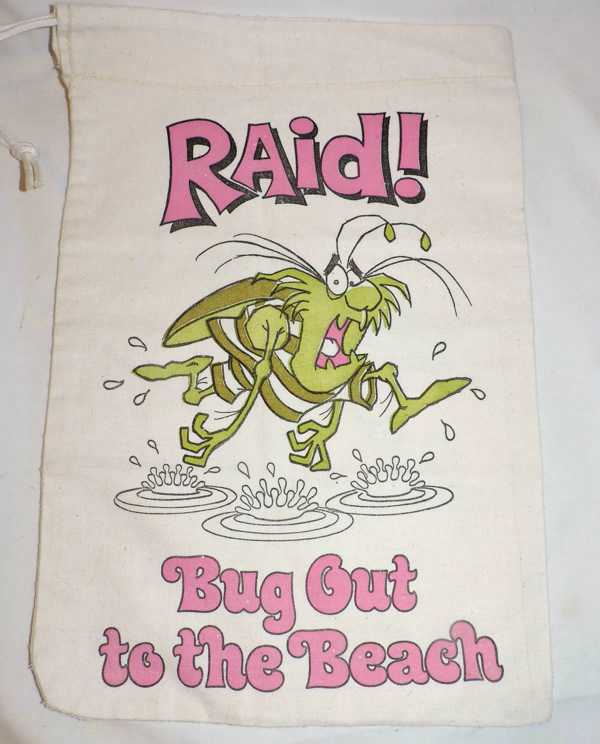 RAid!
Bug Out
to the Beach